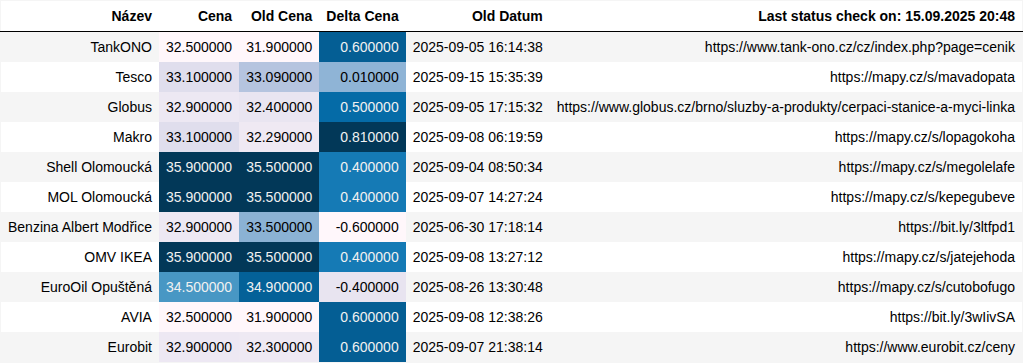 Název Cena Old Cena Delta Cena Old Datum Last status check on: 15.09.2025 20:48
TankONO 32.500000 31.900000 0.600000 2025-09-05 16:14:38 https://www.tank-ono.cz/cz/index.php?page=cenik
Tesco 33.100000 33.090000 0.010000 2025-09-15 15:35:39 https://mapy.cz/s/mavadopata
Globus 32.900000 32.400000 0.500000 2025-09-05 17:15:32 https://www.globus.cz/brno/sluzby-a-produkty/cerpaci-stanice-a-myci-linka
Makro 33.100000 32.290000 0.810000 2025-09-08 06:19:59 https://mapy.cz/s/lopagokoha
Shell Olomoucká 35.900000 35.500000 0.400000 2025-09-04 08:50:34 https://mapy.cz/s/megolelafe
MOL Olomoucká 35.900000 35.500000 0.400000 2025-09-07 14:27:24 https://mapy.cz/s/kepegubeve
Benzina Albert Modřice 32.900000 33.500000 -0.600000 2025-06-30 17:18:14 https://bit.ly/3ltfpd1
OMV IKEA 35.900000 35.500000 0.400000 2025-09-08 13:27:12 https://mapy.cz/s/jatejehoda
EuroOil Opuštěná 34.500000 34.900000 -0.400000 2025-08-26 13:30:48 https://mapy.cz/s/cutobofugo
AVIA 32.500000 31.900000 0.600000 2025-09-08 12:38:26 https://bit.ly/3wIivSA
Eurobit 32.900000 32.300000 0.600000 2025-09-07 21:38:14 https://www.eurobit.cz/ceny